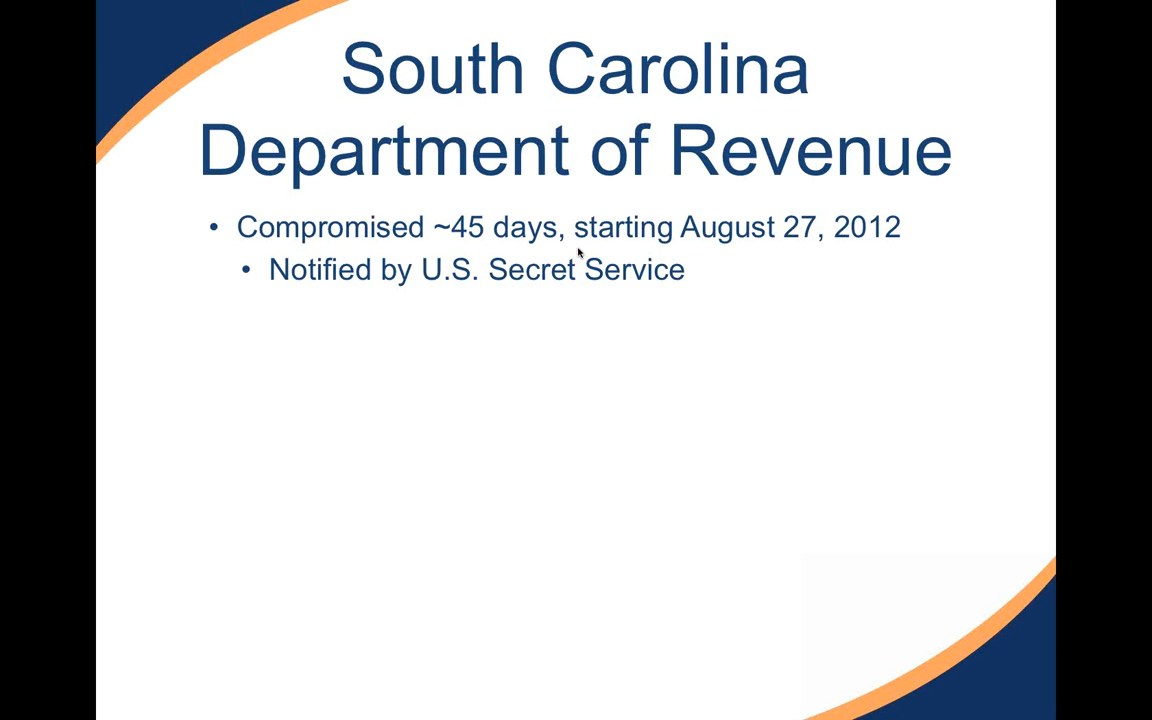 South Carolina
Department of Revenue
• Compromised ~45 days, starting August 27, 2012
• Notified by U.S. Secret Service